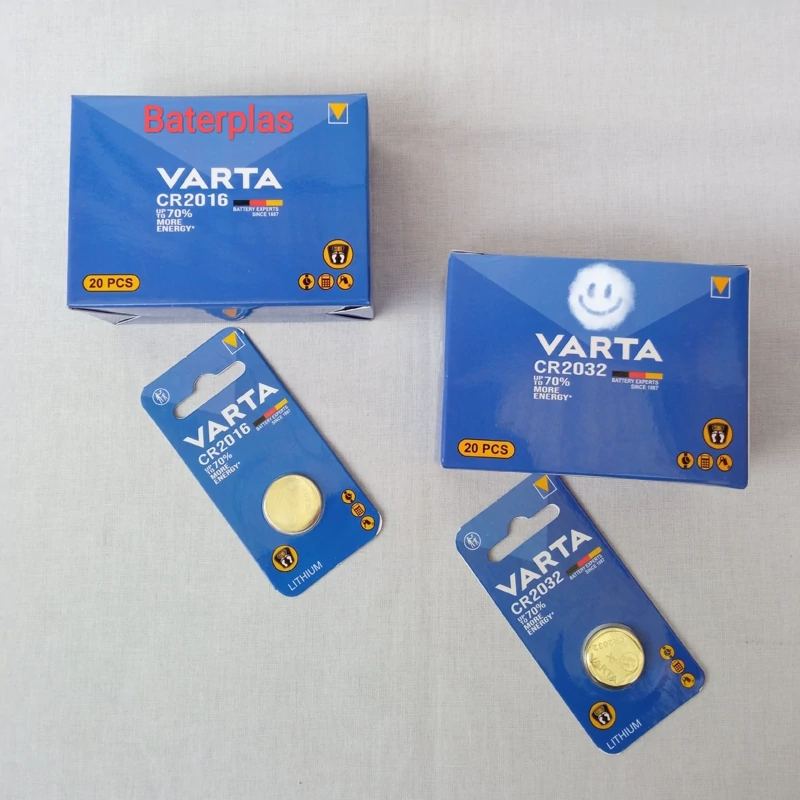 Baterplas
VARTA
CR2016
UP TO 70%
MORE
ENERGY*
BATTERY EXPERTS
SINCE 1887
20 PCS
VARTA
CR2032
UP TO 70%
MORE
ENERGY*
BATTERY EXPERTS
SINCE 1887
20 PCS
VARTA
CR2016
UP TO 70%
MORE
ENERGY*
BATTERY EXPERTS
SINCE 1887
LITHIUM
VARTA
CR2032
UP TO 70%
MORE
ENERGY*
BATTERY EXPERTS
SINCE 1887
CR2032
VARTA
LITHIUM